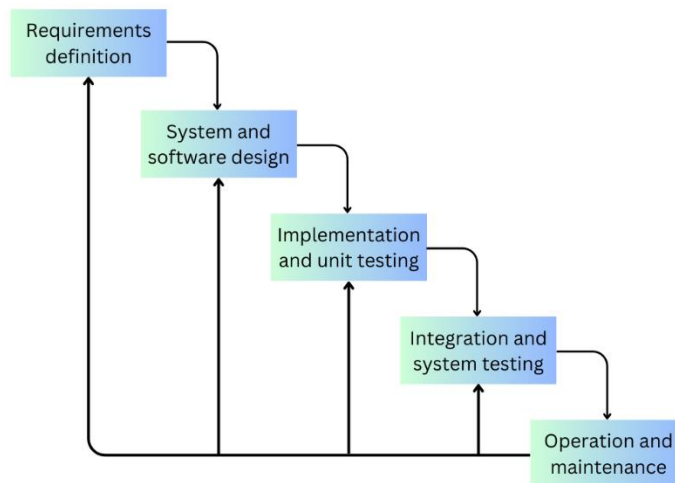 Requirements
definition
System and
software design
Implementation
and unit testing
Integration and
system testing
Operation and
maintenance